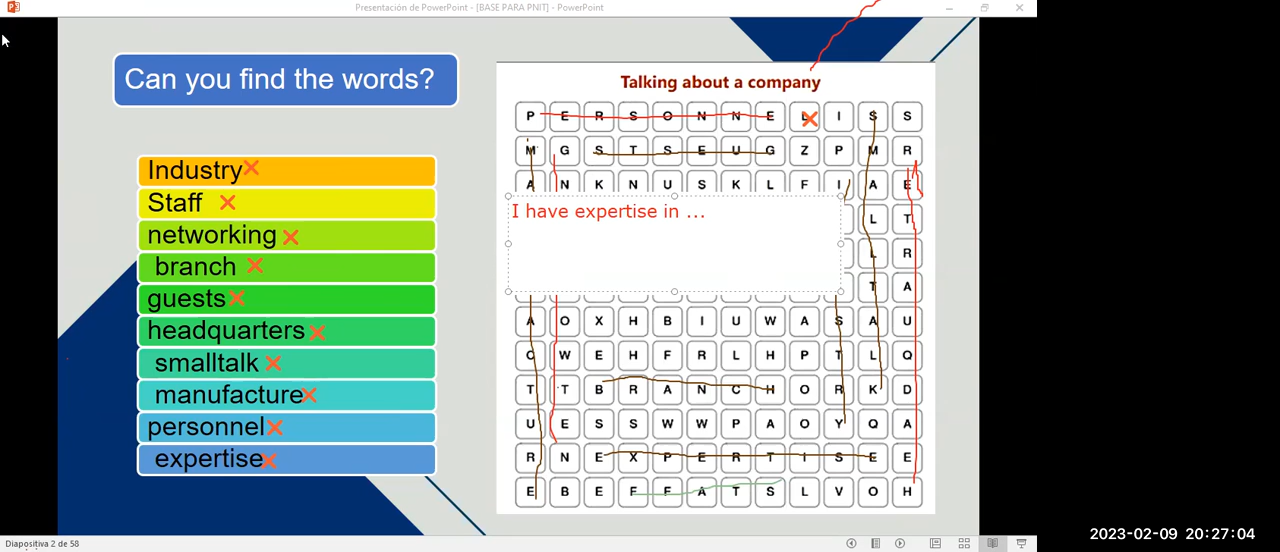 Presentación de PowerPoint - [BASE PARA PNIT] - PowerPoint
Can you find the words?
Industry
Staff
networking
branch
guests
headquarters
smalltalk
manufacture
personnel
expertise
Talking about a company
P E R S O N N E L I S S
M G S T S E U G Z P M R
A N K N U S K L F I A E
I have expertise in ...
L T
L R
T A
A O X H B I U W A S A U
C W E H F R L H P T L Q
T T B R A N C H O R K D
U E S S W W P A O Y Q A
R N E X P E R T I S E E
E B E F F A T S L V O H
Diapositiva 2 de 58
2023-02-09 20:27:04